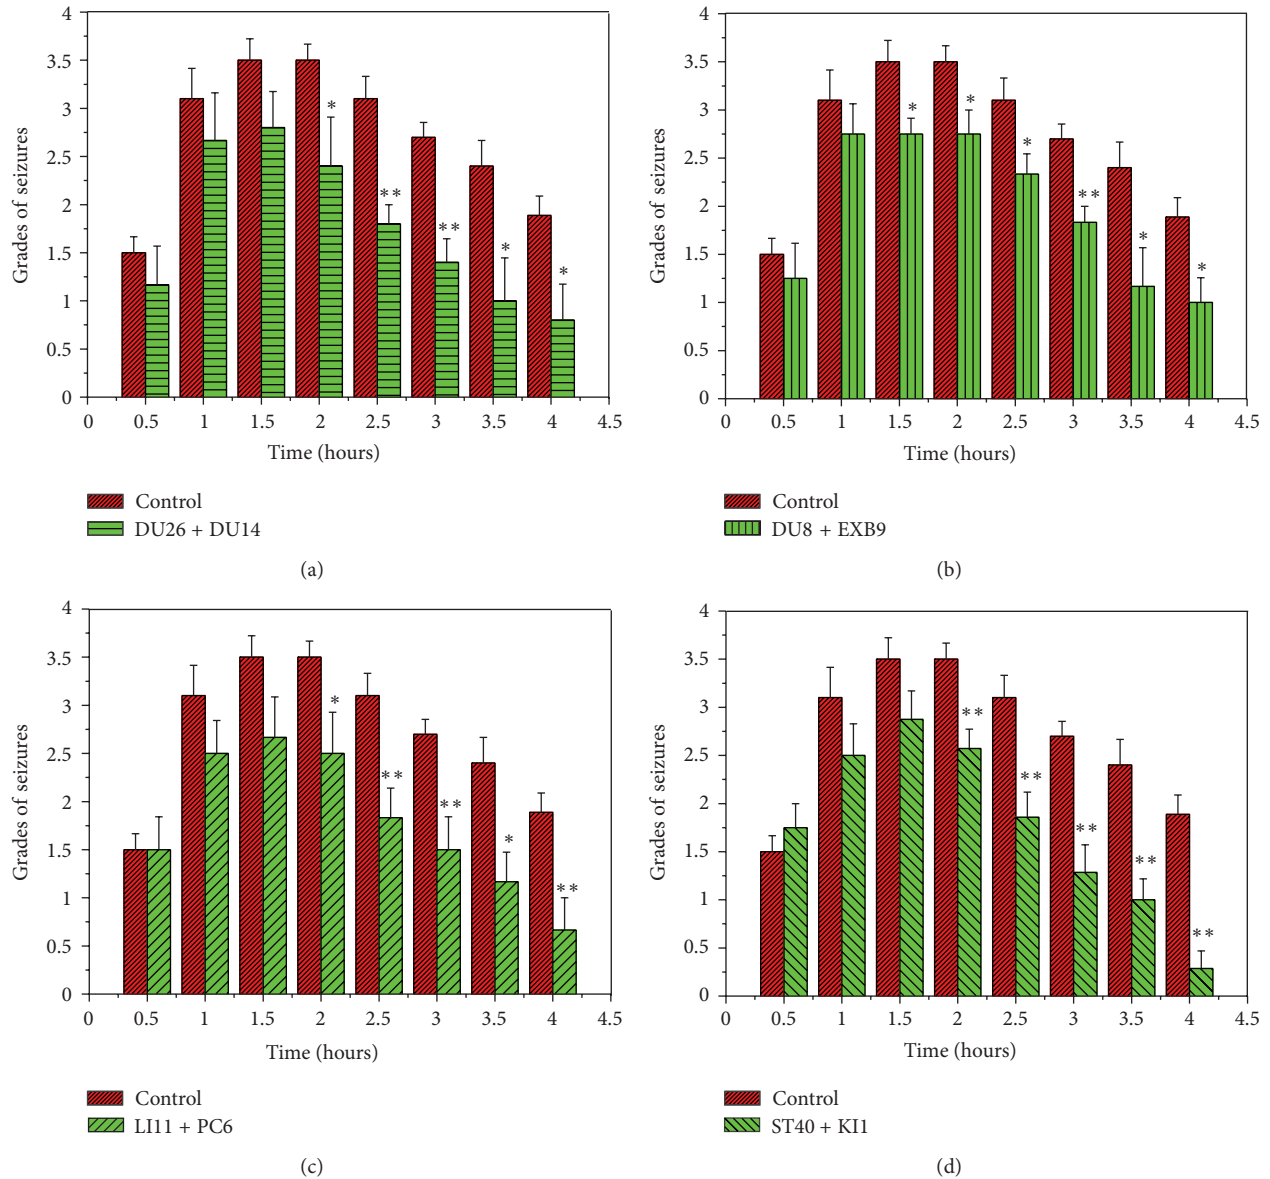 4
3.5
3
2.5
2
1.5
1
0.5
0
Grades of seizures
*
**
**
*
*
0 0.5 1 1.5 2 2.5 3 3.5 4 4.5
Time (hours)
Control
DU26 + DU14
(a)
4
3.5
3
2.5
2
1.5
1
0.5
0
Grades of seizures
*
*
*
**
*
*
0 0.5 1 1.5 2 2.5 3 3.5 4 4.5
Time (hours)
Control
DU8 + EXB9
(b)
4
3.5
3
2.5
2
1.5
1
0.5
0
Grades of seizures
*
**
**
*
**
0 0.5 1 1.5 2 2.5 3 3.5 4 4.5
Time (hours)
Control
LI11 + PC6
(c)
4
3.5
3
2.5
2
1.5
1
0.5
0
Grades of seizures
**
**
**
**
**
0 0.5 1 1.5 2 2.5 3 3.5 4 4.5
Time (hours)
Control
ST40 + KI1
(d)